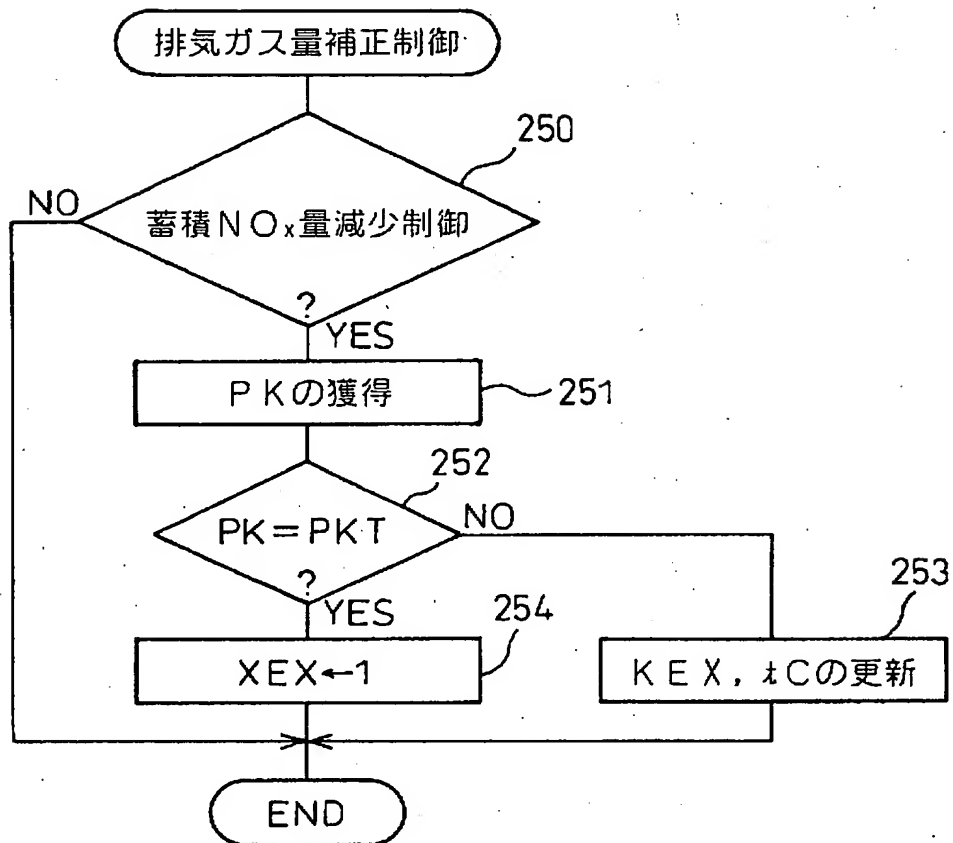 排気ガス量補正制御
250
NO
蓄積NOx量減少制御
?
YES
PKの獲得
251
252
PK=PKT
NO
?
YES
254
253
XEX←1
KEX,tCの更新
END